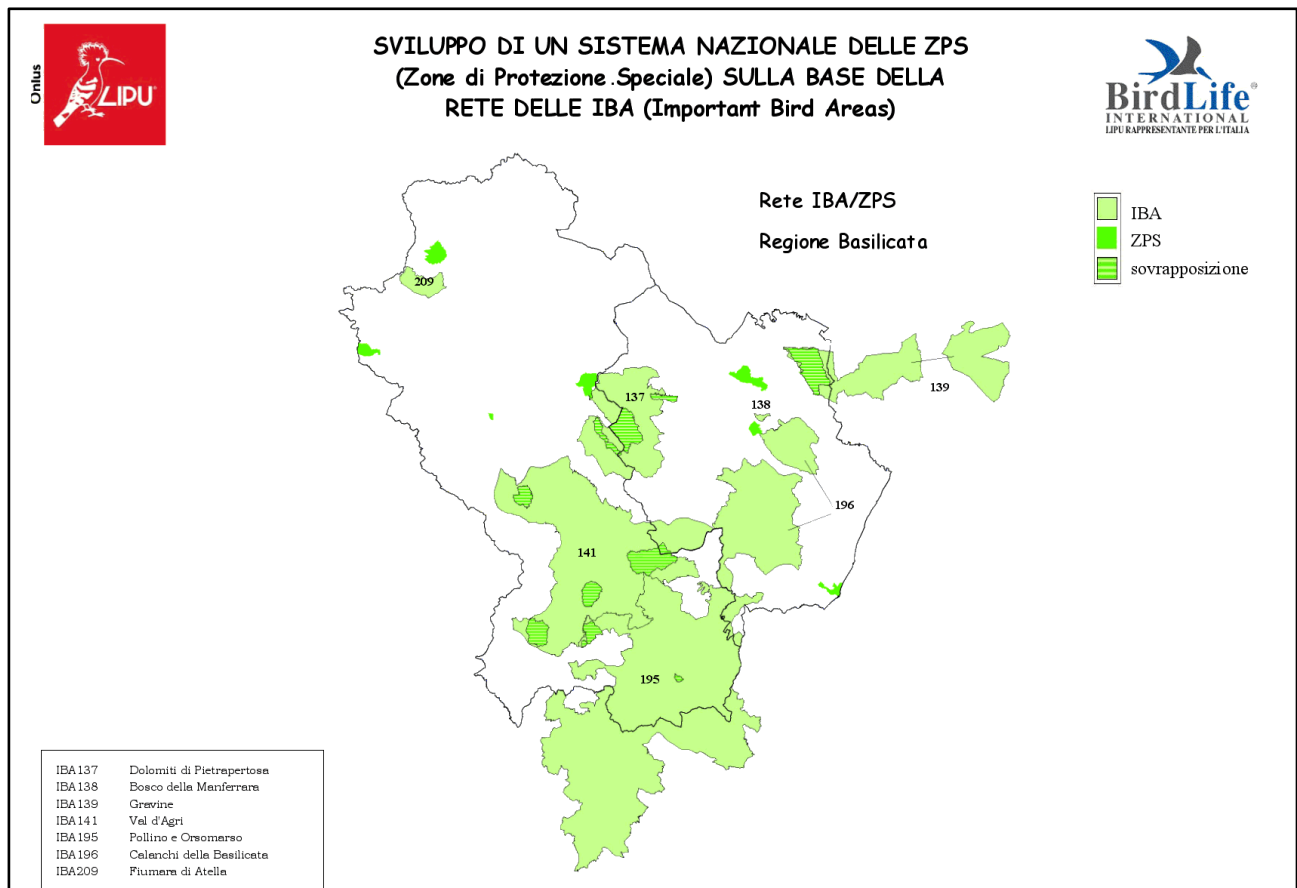 Onlus
LIPU
SVILUPPO DI UN SISTEMA NAZIONALE DELLE ZPS
(Zone di Protezione.Speciale) SULLA BASE DELLA
RETE DELLE IBA (Important Bird Areas)
BirdLife®
INTERNATIONAL
LIPU RAPPRESENTANTE PER L'ITALIA
Rete IBA/ZPS
Regione Basilicata
IBA
ZPS
sovrapposizione
209
137
138
139
196
141
195
IBA137 Dolomiti di Pietrapertosa
IBA138 Bosco della Manferrara
IBA139 Gravine
IBA141 Val d'Agri
IBA195 Pollino e Orsomarso
IBA196 Calanchi della Basilicata
IBA209 Fiumara di Atella